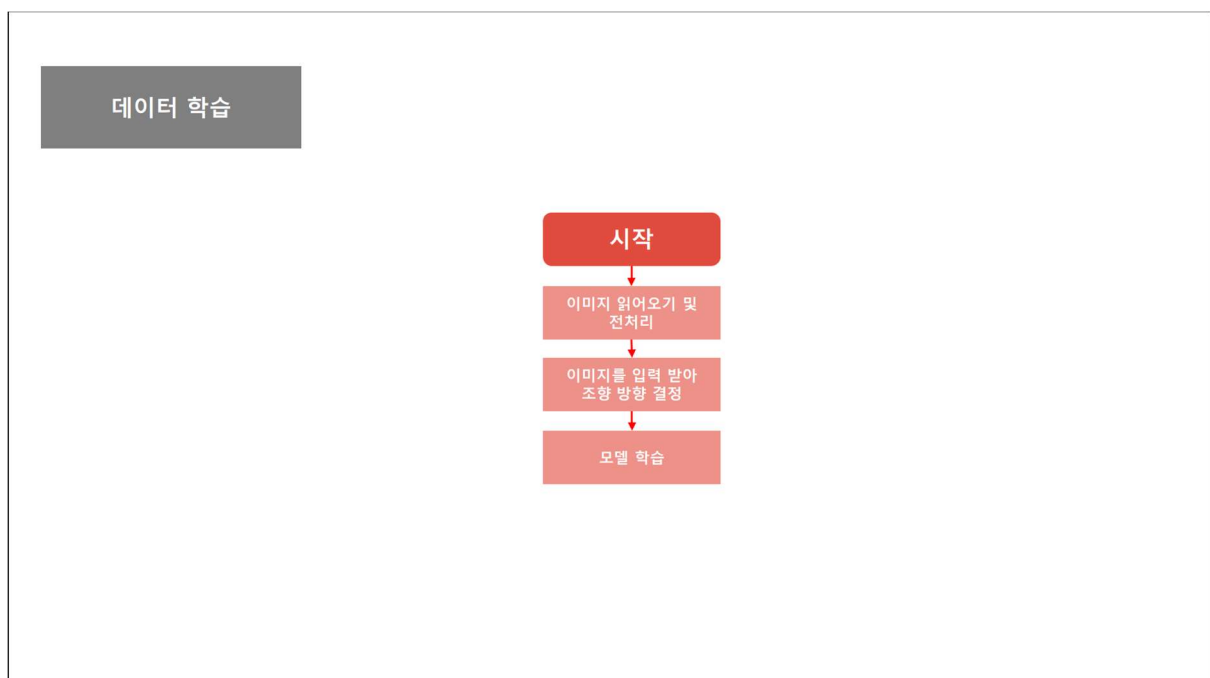 데이터 학습
시작
이미지 읽어오기 및
전처리
이미지를 입력 받아
조향 방향 결정
모델 학습